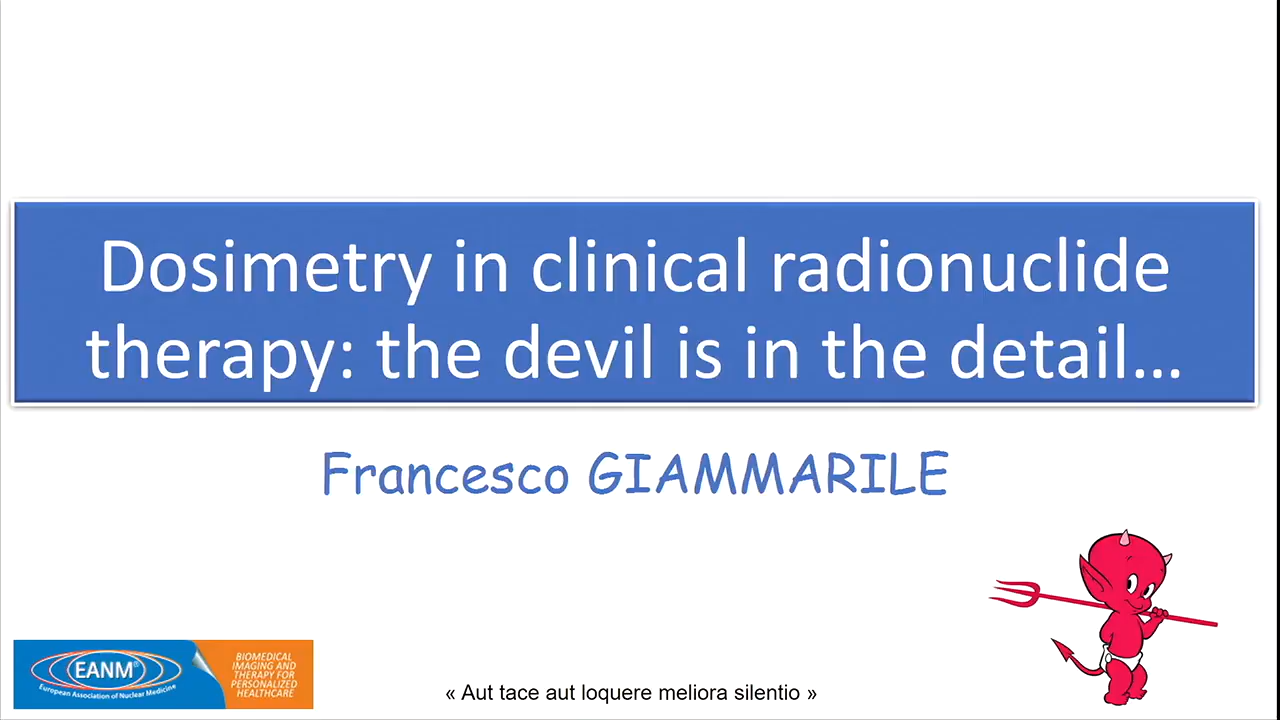 Dosimetry in clinical radionuclide
therapy: the devil is in the detail...
Francesco GIAMMARILE
EANM®
European Association of Nuclear Medicine
BIOMEDICAL
IMAGING AND
THERAPY FOR
PERSONALIZED
HEALTHCARE
« Aut tace aut loquere meliora silentio »